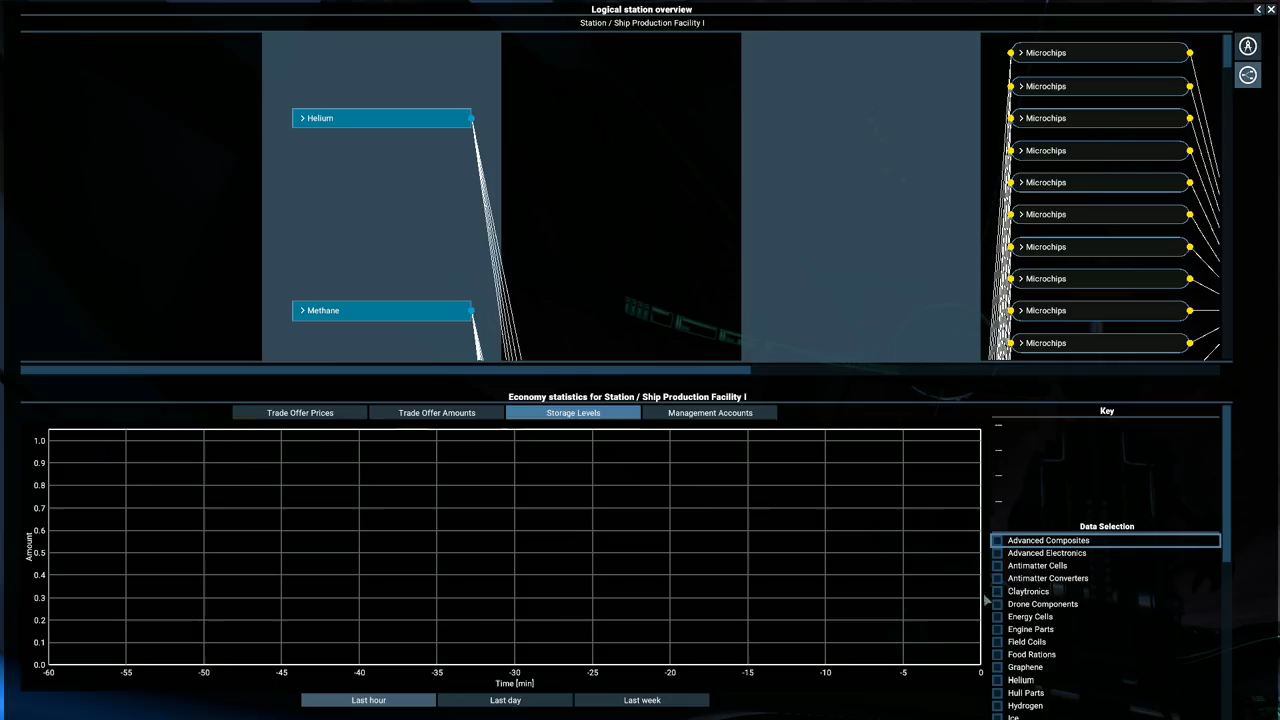 Logical station overview
Station / Ship Production Facility I
Helium
Methane
Microchips
Microchips
Microchips
Microchips
Microchips
Microchips
Microchips
Microchips
Microchips
Microchips
Economy statistics for Station / Ship Production Facility I
Trade Offer Prices
Trade Offer Amounts
Storage Levels
Management Accounts
Amount
1.0
0.9
0.8
0.7
0.6
0.5
0.4
0.3
0.2
0.1
0.0
-60 -55 -50 -45 -40 -35 -30 -25 -20 -15 -10 -5 0
Time [min]
Last hour
Last day
Last week
Key
Data Selection
Advanced Composites
Advanced Electronics
Antimatter Cells
Antimatter Converters
Claytronics
Drone Components
Energy Cells
Engine Parts
Field Coils
Food Rations
Graphene
Helium
Hull Parts
Hydrogen
Ice